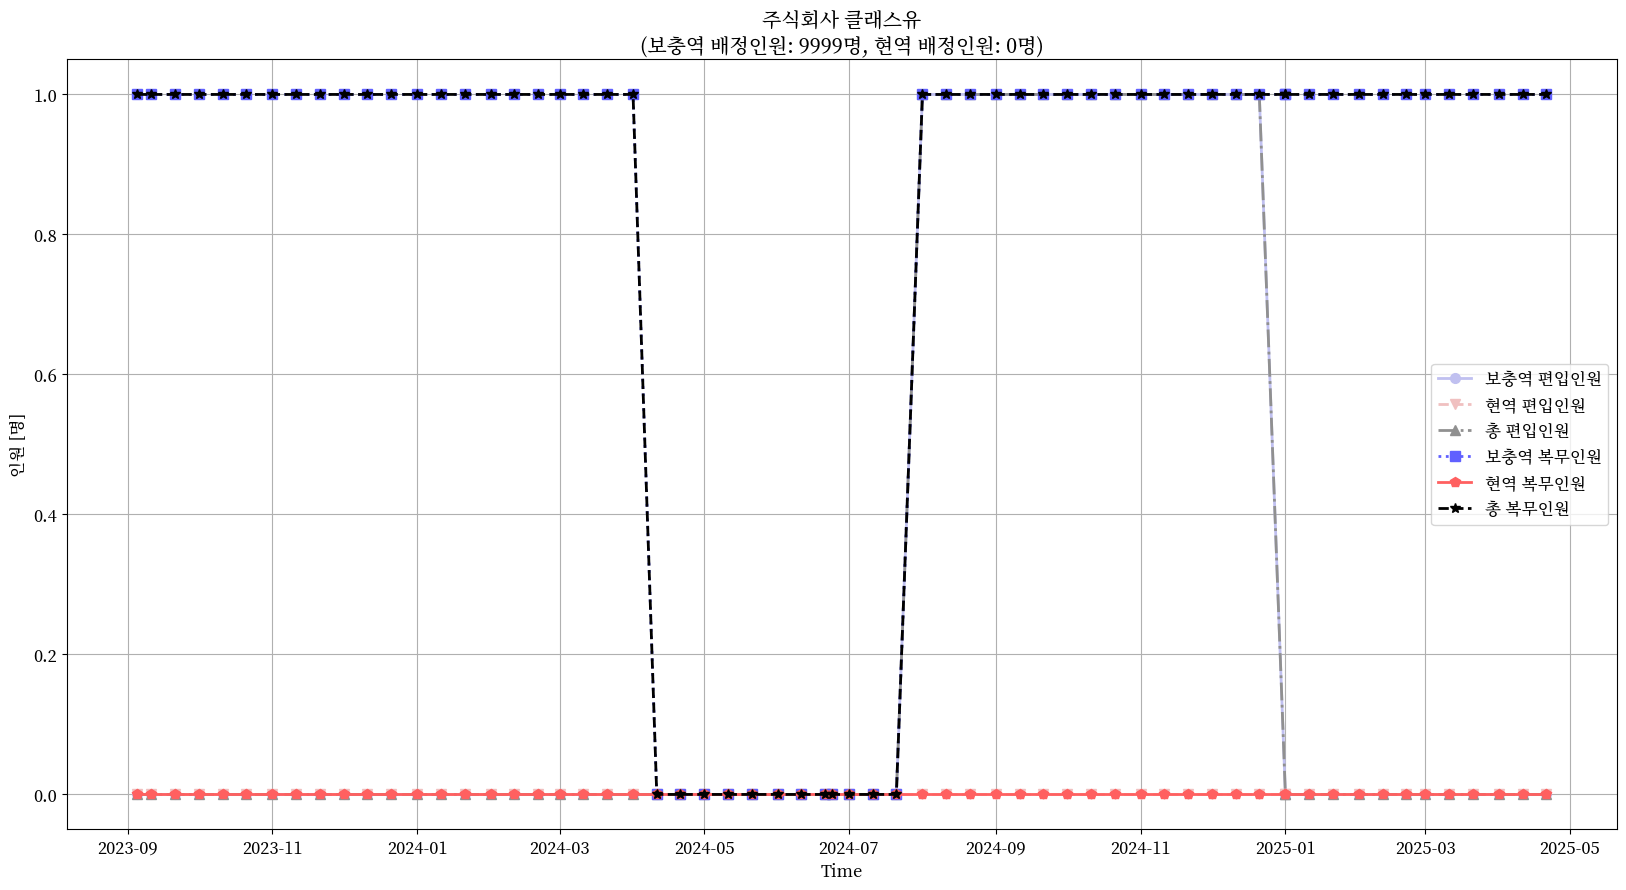 주식회사 클래스유
(보충역 배정인원: 9999명, 현역 배정인원: 0명)
1.0
0.8
0.6
0.4
0.2
0.0
인원 [명]
보충역 편입인원
현역 편입인원
총 편입인원
보충역 복무인원
현역 복무인원
총 복무인원
2023-09
2023-11
2024-01
2024-03
2024-05
2024-07
2024-09
2024-11
2025-01
2025-03
2025-05
Time